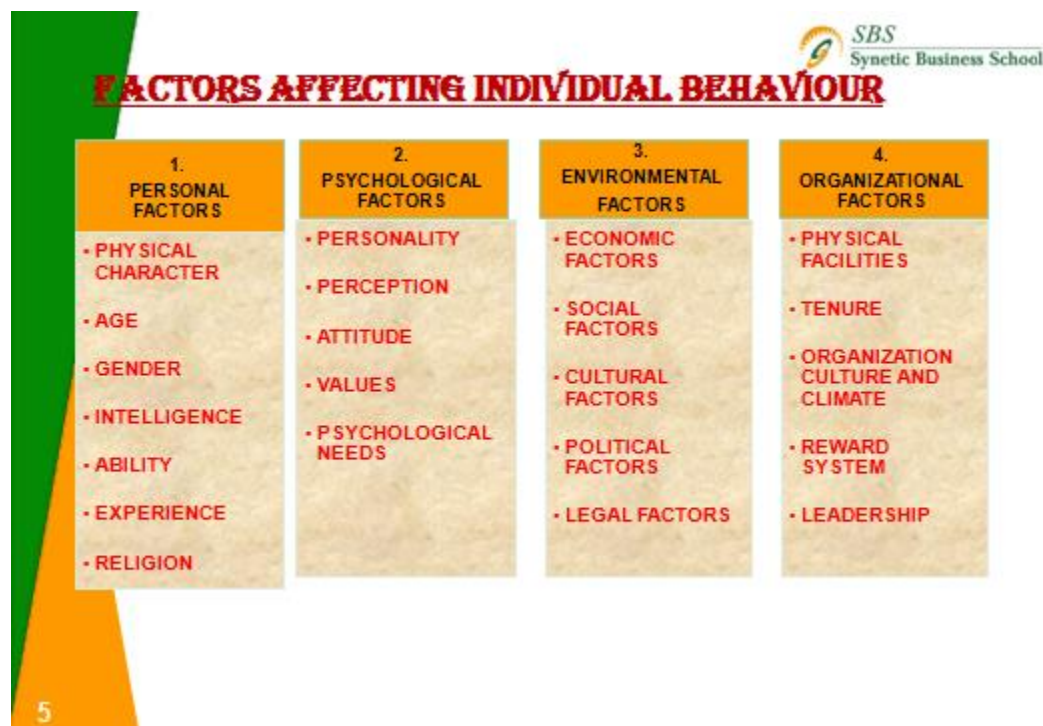 SBS
Synetic Business School
FACTORS AFFECTING INDIVIDUAL BEHAVIOUR
1.
PERSONAL
FACTORS
• PHYSICAL
CHARACTER
• AGE
• GENDER
• INTELLIGENCE
• ABILITY
• EXPERIENCE
• RELIGION
2.
PSYCHOLOGICAL
FACTORS
• PERSONALITY
• PERCEPTION
• ATTITUDE
• VALUES
• PSYCHOLOGICAL
NEEDS
3.
ENVIRONMENTAL
FACTORS
• ECONOMIC
FACTORS
• SOCIAL
FACTORS
• CULTURAL
FACTORS
• POLITICAL
FACTORS
• LEGAL FACTORS
4.
ORGANIZATIONAL
FACTORS
• PHYSICAL
FACILITIES
• TENURE
• ORGANIZATION
CULTURE AND
CLIMATE
• REWARD
SYSTEM
• LEADERSHIP
5